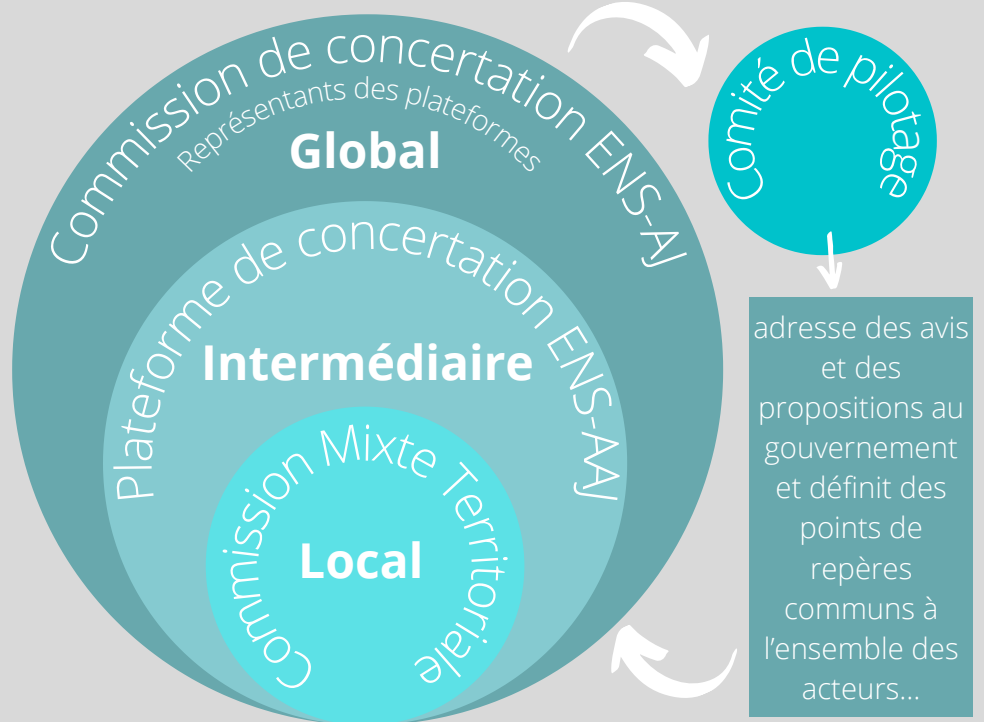 Commission de concertation ENS-AJ
Représentants des plateformes
Global
Plateforme de concertation ENS-AAJ
Intermédiaire
Commission Mixte Territoriale
Local
Comité de pilotage
adresse des avis
et des
propositions au
gouvernement
et définit des
points de
repères
communs à
l’ensemble des
acteurs...